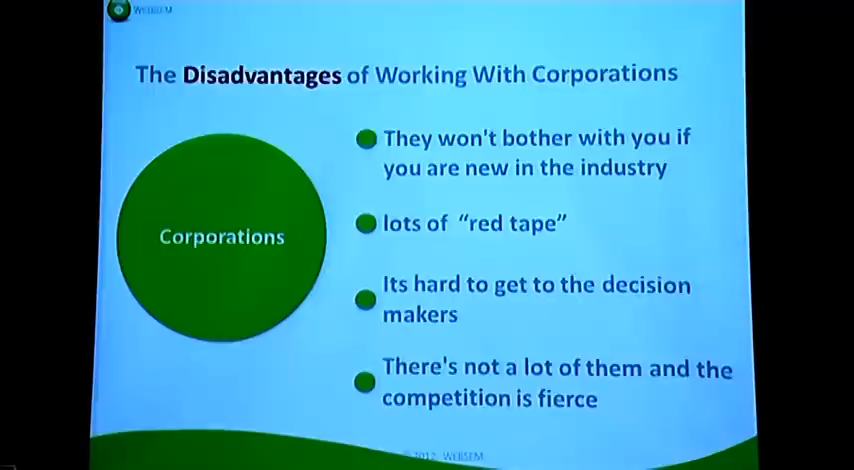 WEBSEM
The Disadvantages of Working With Corporations
They won't bother with you if
you are new in the industry
Corporations
lots of “red tape”
Its hard to get to the decision
makers
There's not a lot of them and the
competition is fierce
© 2012 WEBSEM